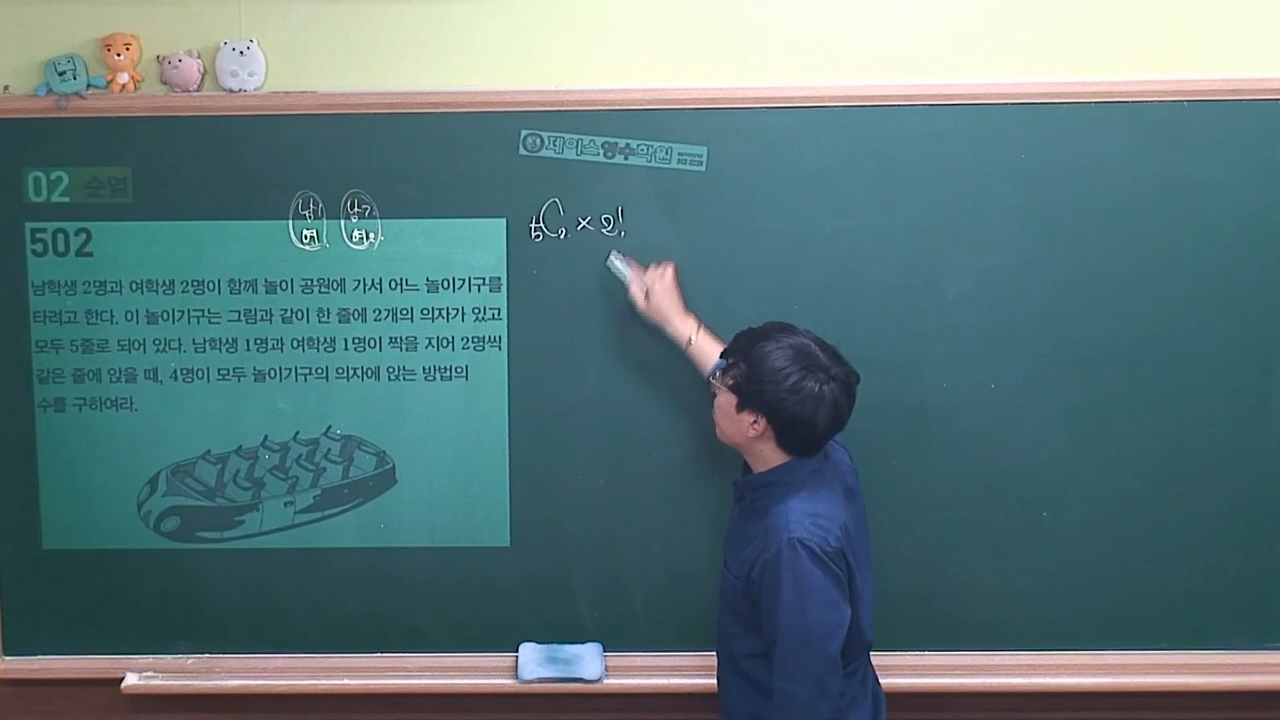 제이스영수학원
02 순열
남1 남2
여1 여2
₅C₂ × 2!
502
남학생 2명과 여학생 2명이 함께 놀이 공원에 가서 어느 놀이기구를
타려고 한다. 이 놀이기구는 그림과 같이 한 줄에 2개의 의자가 있고
모두 5줄로 되어 있다. 남학생 1명과 여학생 1명이 짝을 지어 2명씩
같은 줄에 앉을 때, 4명이 모두 놀이기구의 의자에 앉는 방법의
수를 구하여라.